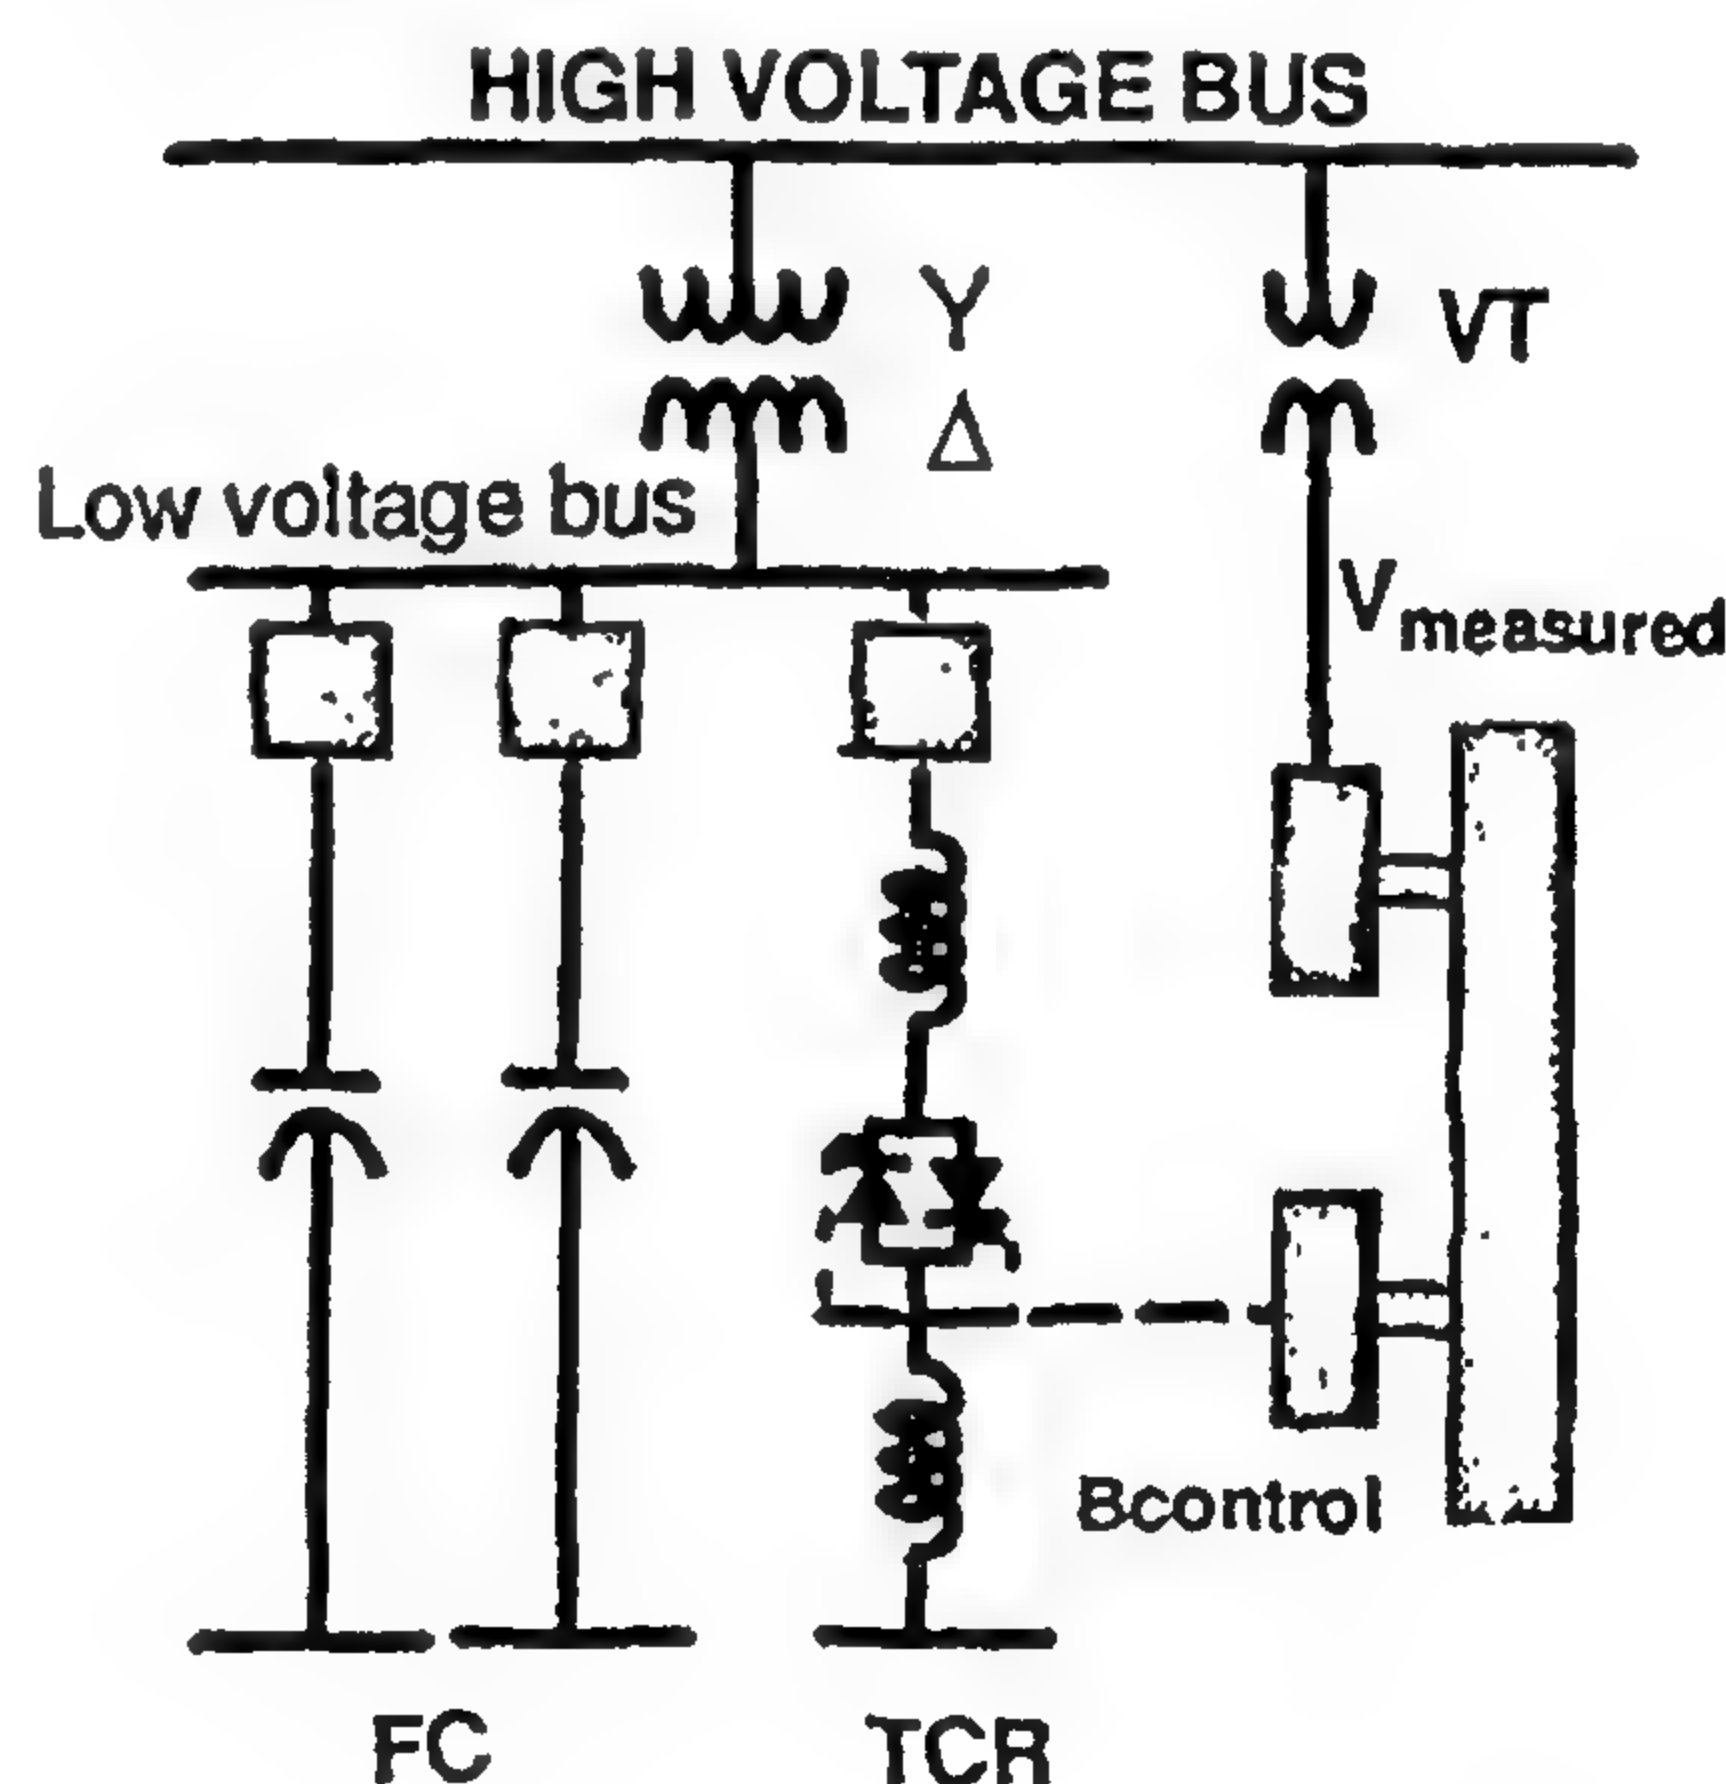 HIGH VOLTAGE BUS
Y
VT
Δ
Low voltage bus
Vmeasured
Bcontrol
FC
TCR